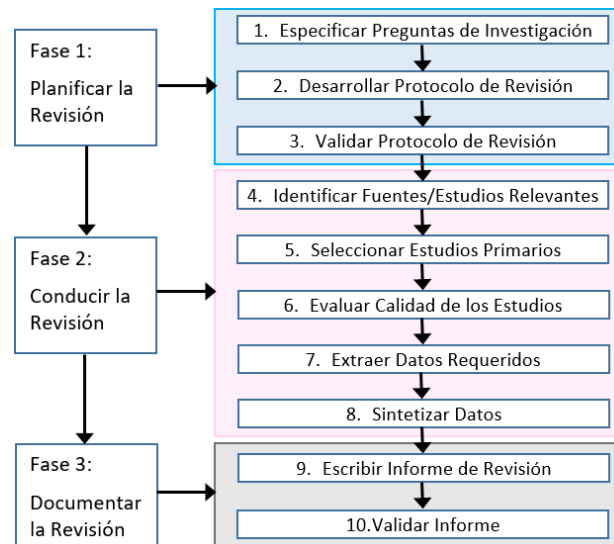 Fase 1:
Planificar la
Revisión
1. Especificar Preguntas de Investigación
2. Desarrollar Protocolo de Revisión
3. Validar Protocolo de Revisión
Fase 2:
Conducir la
Revisión
4. Identificar Fuentes/Estudios Relevantes
5. Seleccionar Estudios Primarios
6. Evaluar Calidad de los Estudios
7. Extraer Datos Requeridos
8. Sintetizar Datos
Fase 3:
Documentar
la Revisión
9. Escribir Informe de Revisión
10.Validar Informe